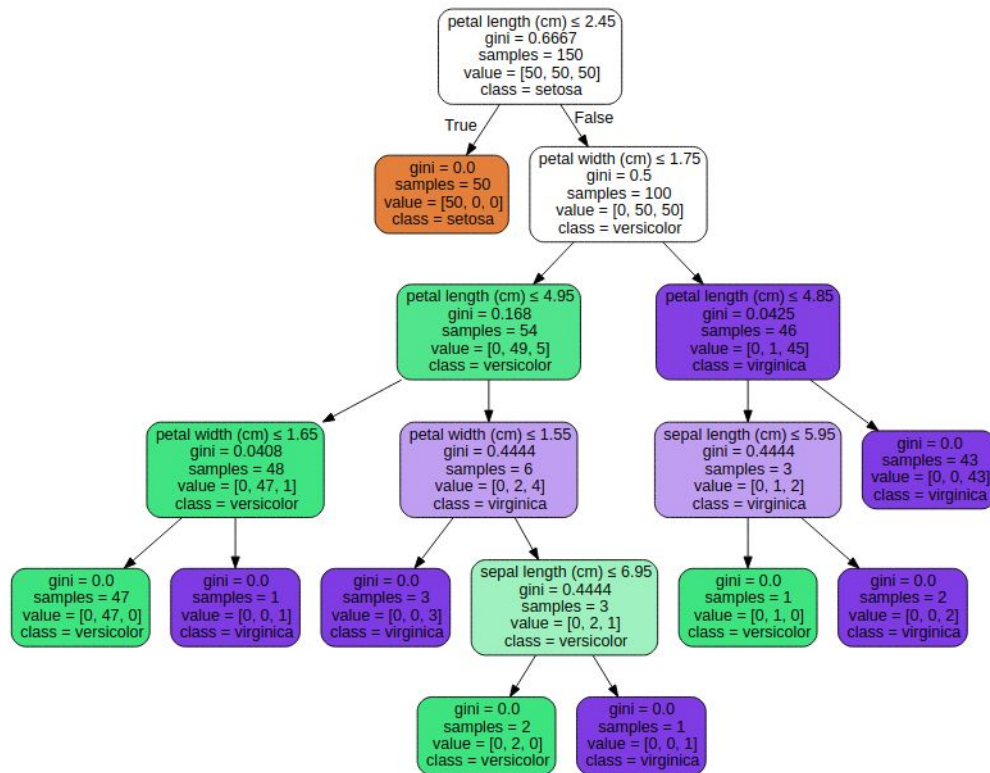 petal length (cm) ≤ 2.45
gini = 0.6667
samples = 150
value = [50, 50, 50]
class = setosa
True
False
gini = 0.0
samples = 50
value = [50, 0, 0]
class = setosa
petal width (cm) ≤ 1.75
gini = 0.5
samples = 100
value = [0, 50, 50]
class = versicolor
petal length (cm) ≤ 4.95
gini = 0.168
samples = 54
value = [0, 49, 5]
class = versicolor
petal length (cm) ≤ 4.85
gini = 0.0425
samples = 46
value = [0, 1, 45]
class = virginica
petal width (cm) ≤ 1.65
gini = 0.0408
samples = 48
value = [0, 47, 1]
class = versicolor
petal width (cm) ≤ 1.55
gini = 0.4444
samples = 6
value = [0, 2, 4]
class = virginica
sepal length (cm) ≤ 5.95
gini = 0.4444
samples = 3
value = [0, 1, 2]
class = virginica
gini = 0.0
samples = 43
value = [0, 0, 43]
class = virginica
gini = 0.0
samples = 47
value = [0, 47, 0]
class = versicolor
gini = 0.0
samples = 1
value = [0, 0, 1]
class = virginica
gini = 0.0
samples = 3
value = [0, 0, 3]
class = virginica
sepal length (cm) ≤ 6.95
gini = 0.4444
samples = 3
value = [0, 2, 1]
class = versicolor
gini = 0.0
samples = 1
value = [0, 1, 0]
class = versicolor
gini = 0.0
samples = 2
value = [0, 0, 2]
class = virginica
gini = 0.0
samples = 2
value = [0, 2, 0]
class = versicolor
gini = 0.0
samples = 1
value = [0, 0, 1]
class = virginica